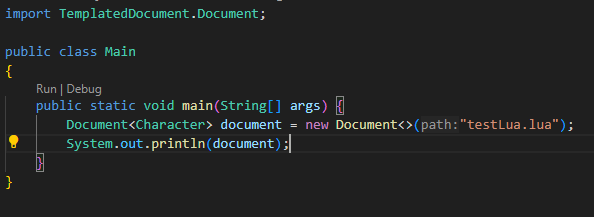 import TemplatedDocument.Document;
public class Main
{
Run | Debug
public static void main(String[] args) {
Document<Character> document = new Document<>(path:"testLua.lua");
System.out.println(document);
}
}